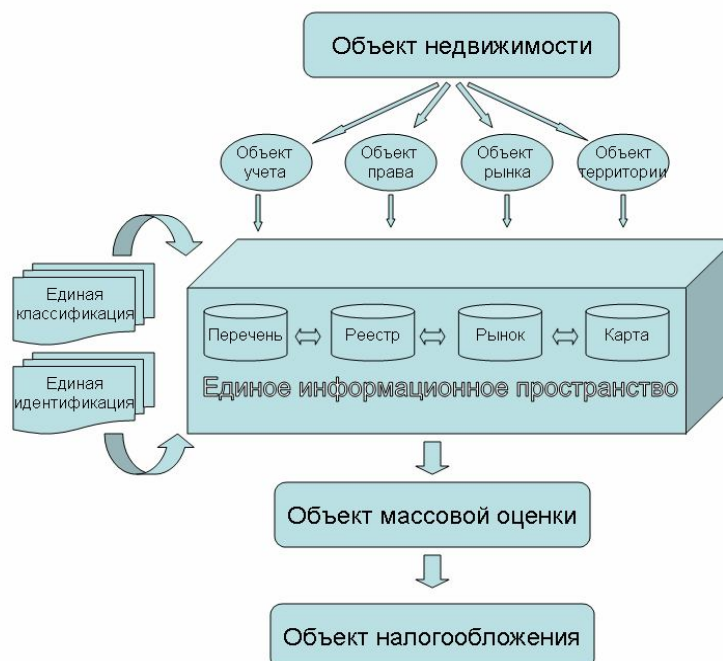 Объект недвижимости
Объект
учета
Объект
права
Объект
рынка
Объект
территории
Единая
классификация
Единая
идентификация
Перечень
Реестр
Рынок
Карта
Единое информационное пространство
Объект массовой оценки
Объект налогообложения